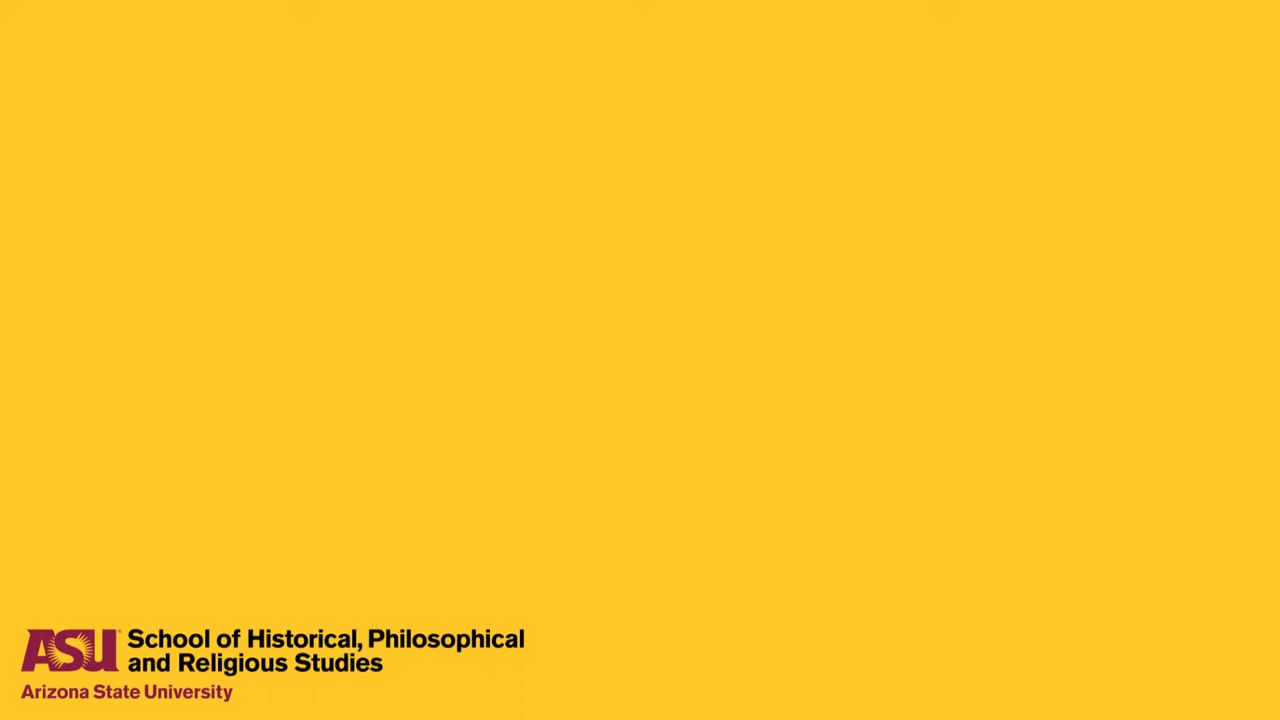 ASU School of Historical, Philosophical
and Religious Studies
Arizona State University